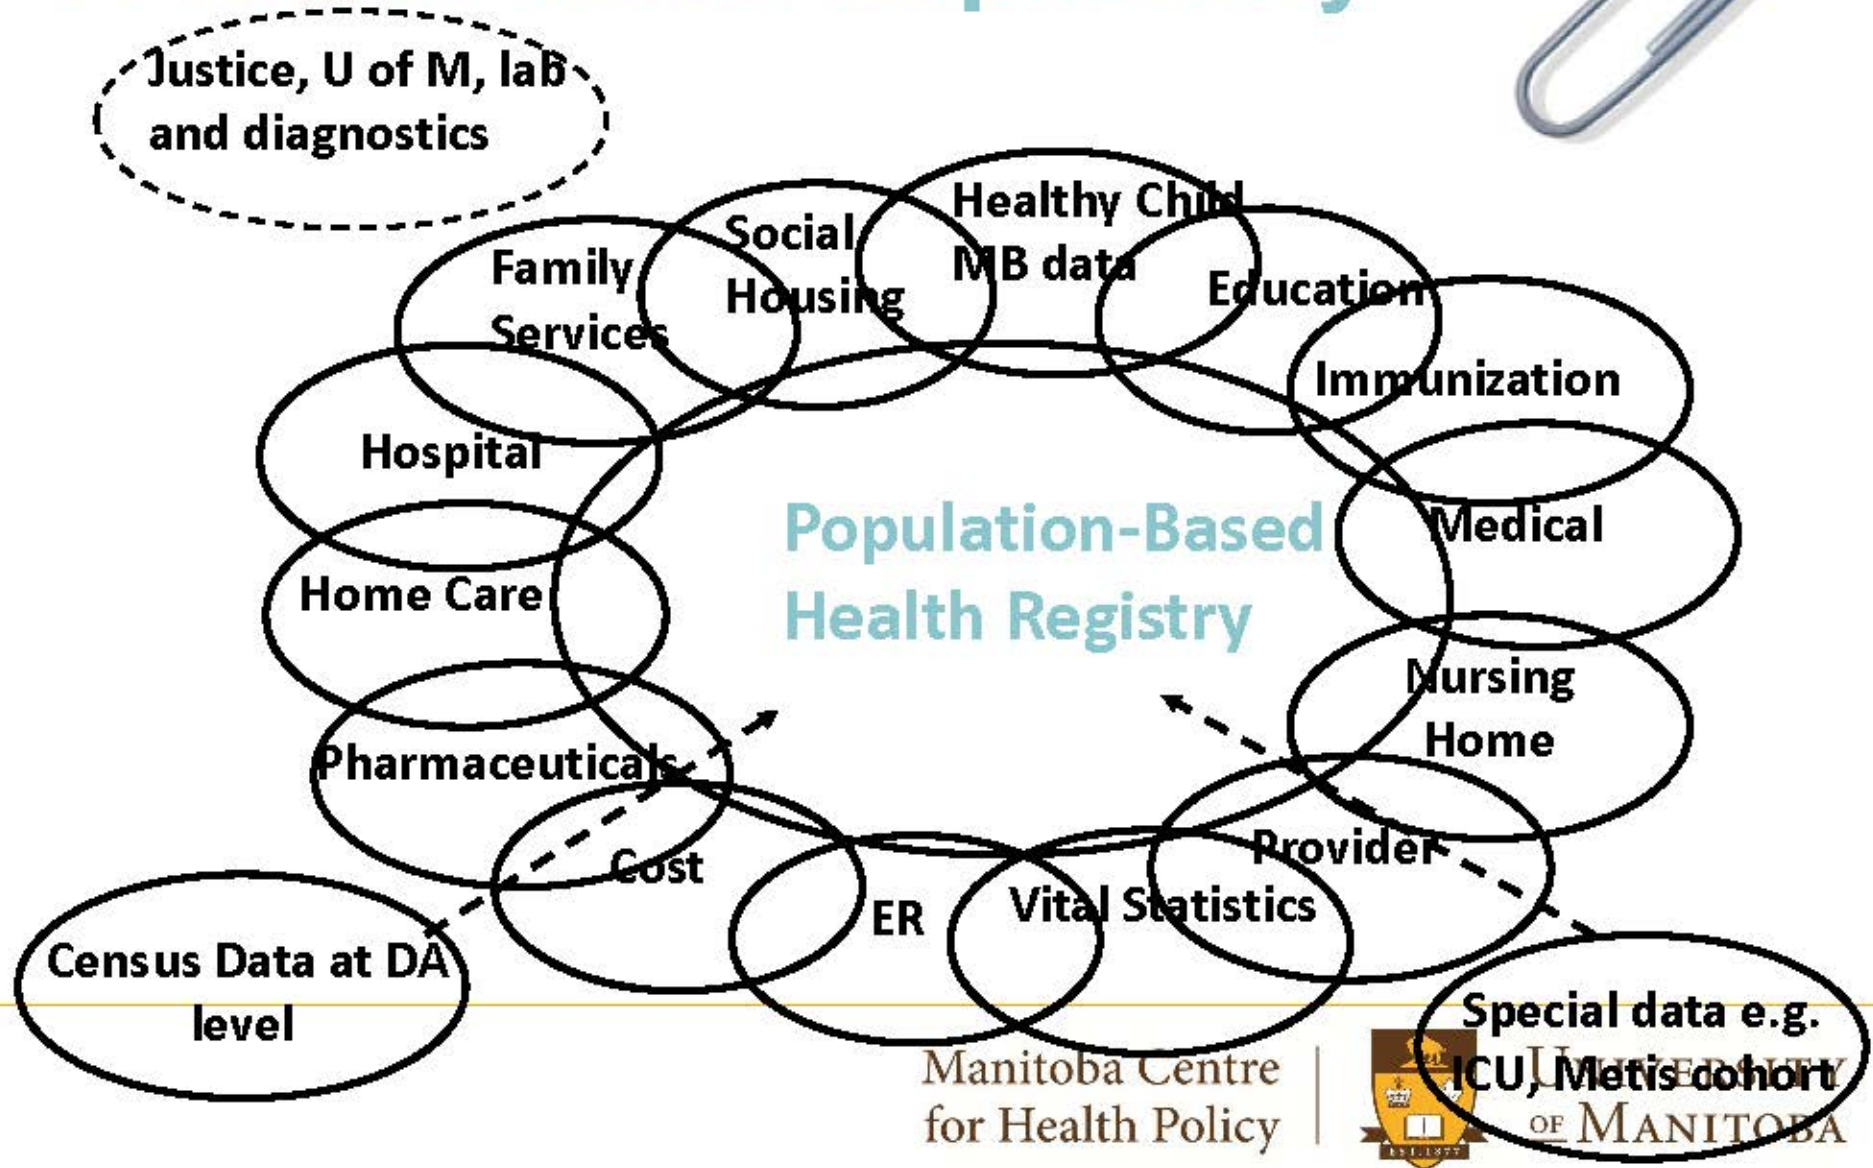 Justice, U of M, lab
and diagnostics
Healthy Child
MB data
Social
Housing
Family
Services
Education
Immunization
Hospital
Population-Based
Health Registry
Medical
Home Care
Nursing
Home
Pharmaceuticals
Provider
Cost
ER
Vital Statistics
Census Data at DA
level
Special data e.g.
ICU, Metis cohort
Manitoba Centre
for Health Policy
UNIVERSITY
OF MANITOBA
EST.1877